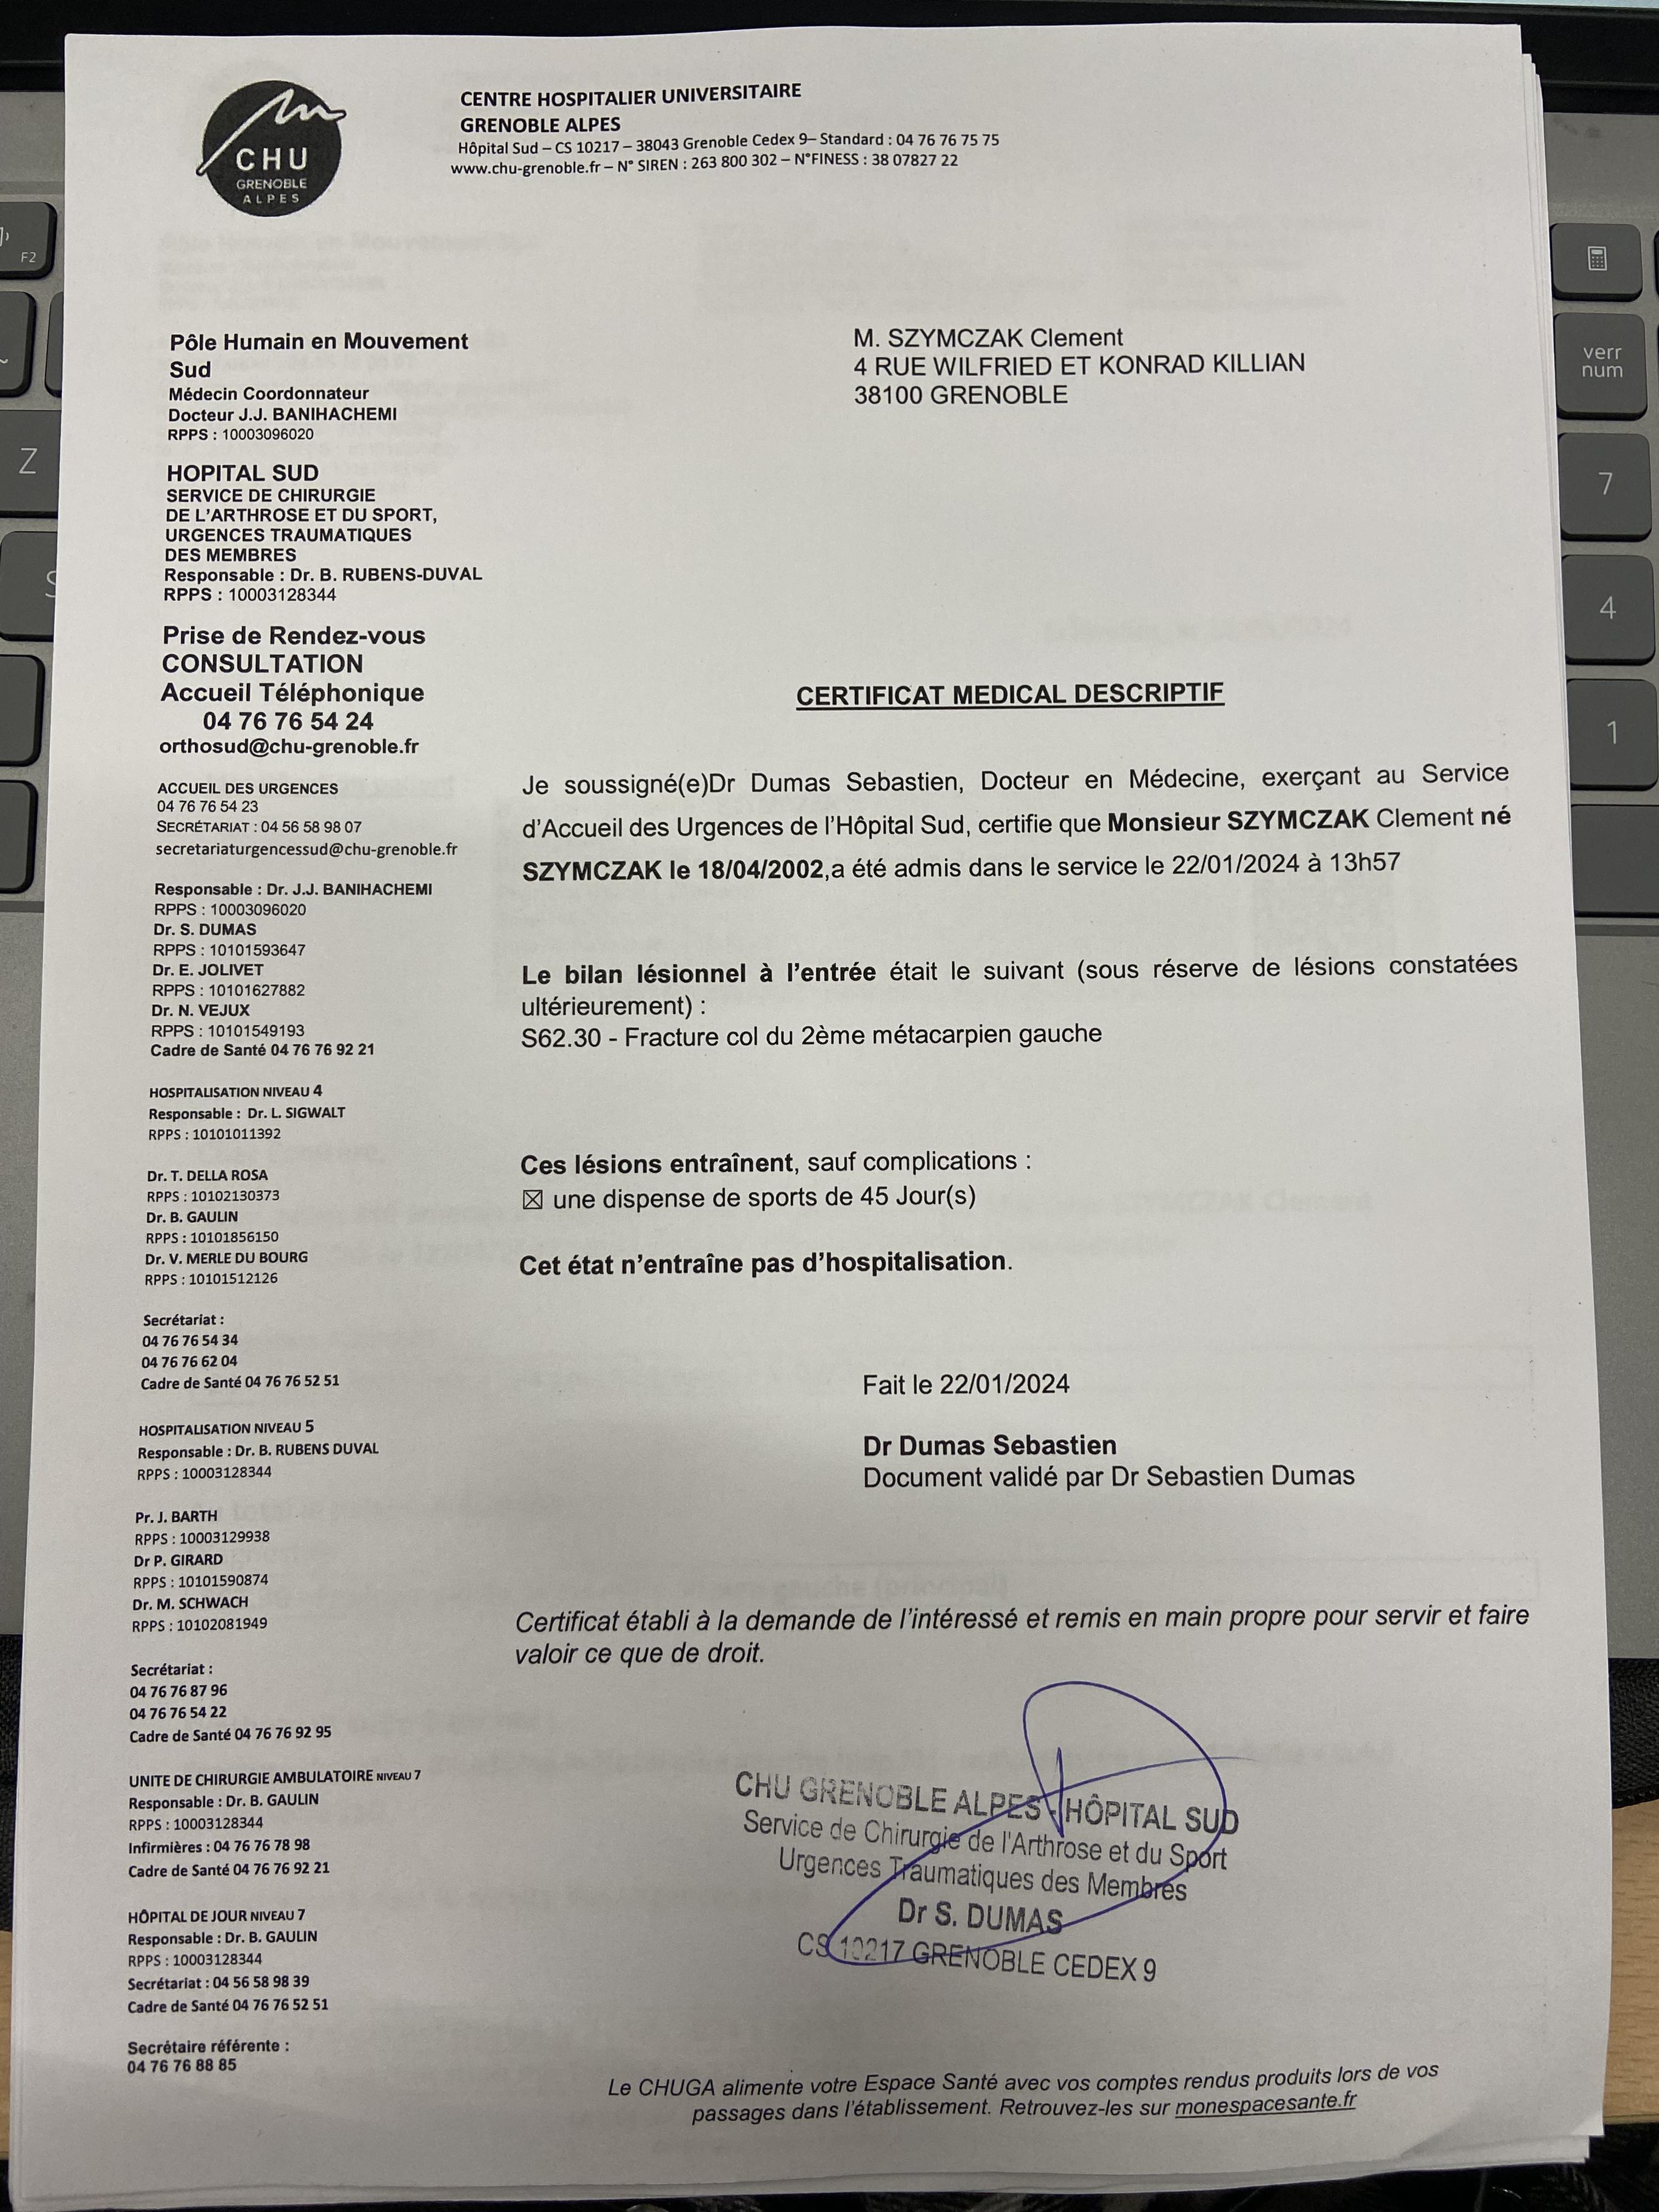 CHU
GRENOBLE
ALPES
CENTRE HOSPITALIER UNIVERSITAIRE
GRENOBLE ALPES
Hôpital Sud – CS 10217 – 38043 Grenoble Cedex 9– Standard : 04 76 76 75 75
www.chu-grenoble.fr – N° SIREN : 263 800 302 – N°FINESS : 38 07827 22
Pôle Humain en Mouvement
Sud
Médecin Coordonnateur
Docteur J.J. BANIHACHEMI
RPPS : 10003096020
HOPITAL SUD
SERVICE DE CHIRURGIE
DE L'ARTHROSE ET DU SPORT,
URGENCES TRAUMATIQUES
DES MEMBRES
Responsable : Dr. B. RUBENS-DUVAL
RPPS : 10003128344
Prise de Rendez-vous
CONSULTATION
Accueil Téléphonique
04 76 76 54 24
orthosud@chu-grenoble.fr
ACCUEIL DES URGENCES
04 76 76 54 23
SECRÉTARIAT : 04 56 58 98 07
secretariaturgencessud@chu-grenoble.fr
Responsable : Dr. J.J. BANIHACHEMI
RPPS : 10003096020
Dr. S. DUMAS
RPPS : 10101593647
Dr. E. JOLIVET
RPPS : 10101627882
Dr. N. VEJUX
RPPS : 10101549193
Cadre de Santé 04 76 76 92 21
HOSPITALISATION NIVEAU 4
Responsable : Dr. L. SIGWALT
RPPS : 10101011392
Dr. T. DELLA ROSA
RPPS : 10102130373
Dr. B. GAULIN
RPPS : 10101856150
Dr. V. MERLE DU BOURG
RPPS : 10101512126
Secrétariat :
04 76 76 54 34
04 76 76 62 04
Cadre de Santé 04 76 76 52 51
HOSPITALISATION NIVEAU 5
Responsable : Dr. B. RUBENS DUVAL
RPPS : 10003128344
Pr. J. BARTH
RPPS : 10003129938
Dr P. GIRARD
RPPS : 10101590874
Dr. M. SCHWACH
RPPS : 10102081949
Secrétariat :
04 76 76 87 96
04 76 76 54 22
Cadre de Santé 04 76 76 92 95
UNITE DE CHIRURGIE AMBULATOIRE NIVEAU 7
Responsable : Dr. B. GAULIN
RPPS : 10003128344
Infirmières : 04 76 76 78 98
Cadre de Santé 04 76 76 92 21
HÔPITAL DE JOUR NIVEAU 7
Responsable : Dr. B. GAULIN
RPPS : 10003128344
Secrétariat : 04 56 58 98 39
Cadre de Santé 04 76 76 52 51
Secrétaire référente :
04 76 76 88 85
M. SZYMCZAK Clement
4 RUE WILFRIED ET KONRAD KILLIAN
38100 GRENOBLE
CERTIFICAT MEDICAL DESCRIPTIF
Je soussigné(e)Dr Dumas Sebastien, Docteur en Médecine, exerçant au Service
d'Accueil des Urgences de l'Hôpital Sud, certifie que Monsieur SZYMCZAK Clement né
SZYMCZAK le 18/04/2002,a été admis dans le service le 22/01/2024 à 13h57
Le bilan lésionnel à l'entrée était le suivant (sous réserve de lésions constatées
ultérieurement) :
S62.30 - Fracture col du 2ème métacarpien gauche
Ces lésions entraînent, sauf complications :
☒ une dispense de sports de 45 Jour(s)
Cet état n'entraîne pas d'hospitalisation.
Fait le 22/01/2024
Dr Dumas Sebastien
Document validé par Dr Sebastien Dumas
Certificat établi à la demande de l'intéressé et remis en main propre pour servir et faire
valoir ce que de droit.
CHU GRENOBLE ALPES - HÔPITAL SUD
Service de Chirurgie de l'Arthrose et du Sport
Urgences Traumatiques des Membres
Dr S. DUMAS
CS 10217 GRENOBLE CEDEX 9
Le CHUGA alimente votre Espace Santé avec vos comptes rendus produits lors de vos
passages dans l'établissement. Retrouvez-les sur monespacesante.fr
F2
Z
S
verr
num
7
4
1